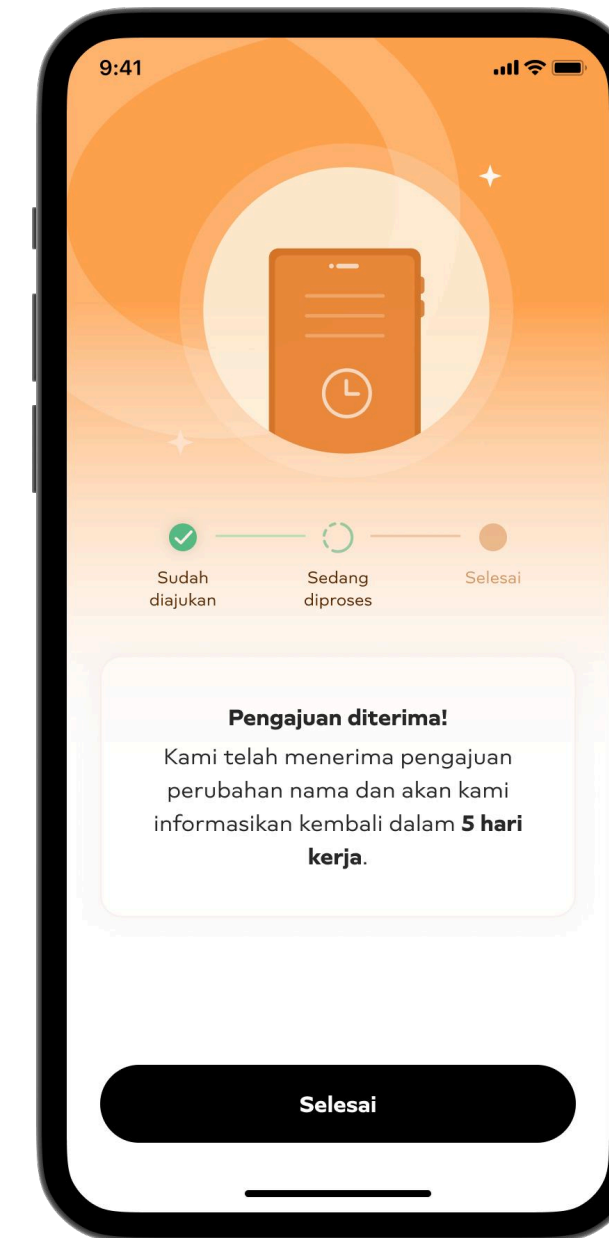 9:41
Sudah
diajukan
Sedang
diproses
Selesai
Pengajuan diterima!
Kami telah menerima pengajuan
perubahan nama dan akan kami
informasikan kembali dalam 5 hari
kerja.
Selesai